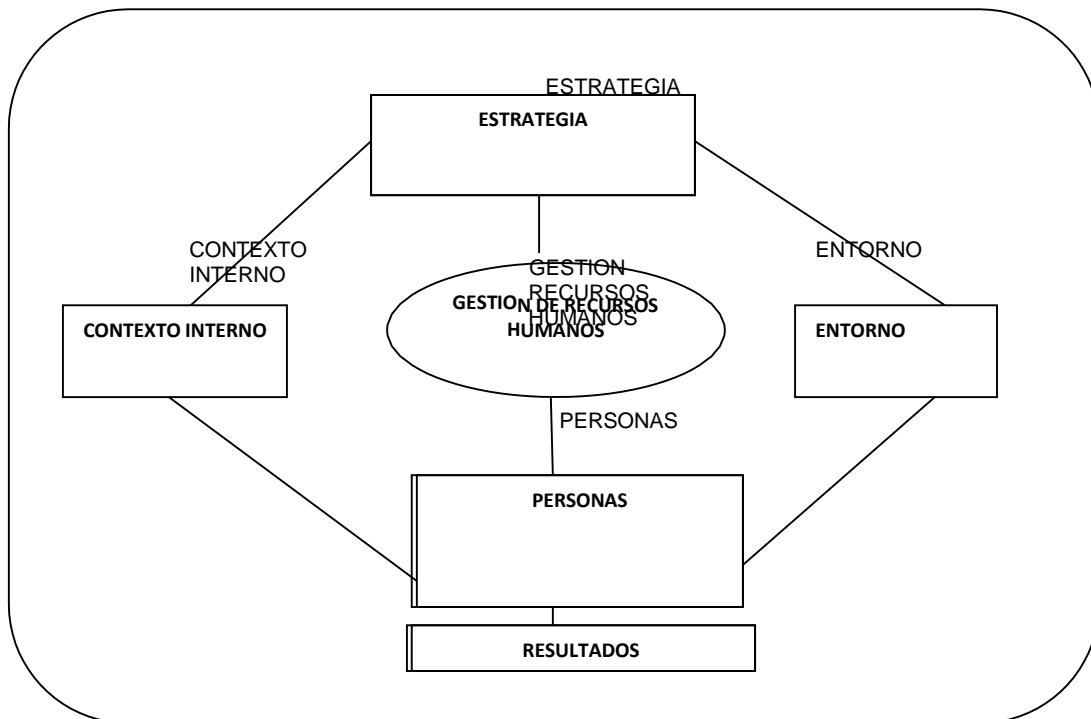 ESTRATEGIA
ESTRATEGIA
CONTEXTO
INTERNO
ENTORNO
GESTION
RECURSOS
HUMANOS
GESTION DE RECURSOS
HUMANOS
CONTEXTO INTERNO
ENTORNO
PERSONAS
PERSONAS
RESULTADOS